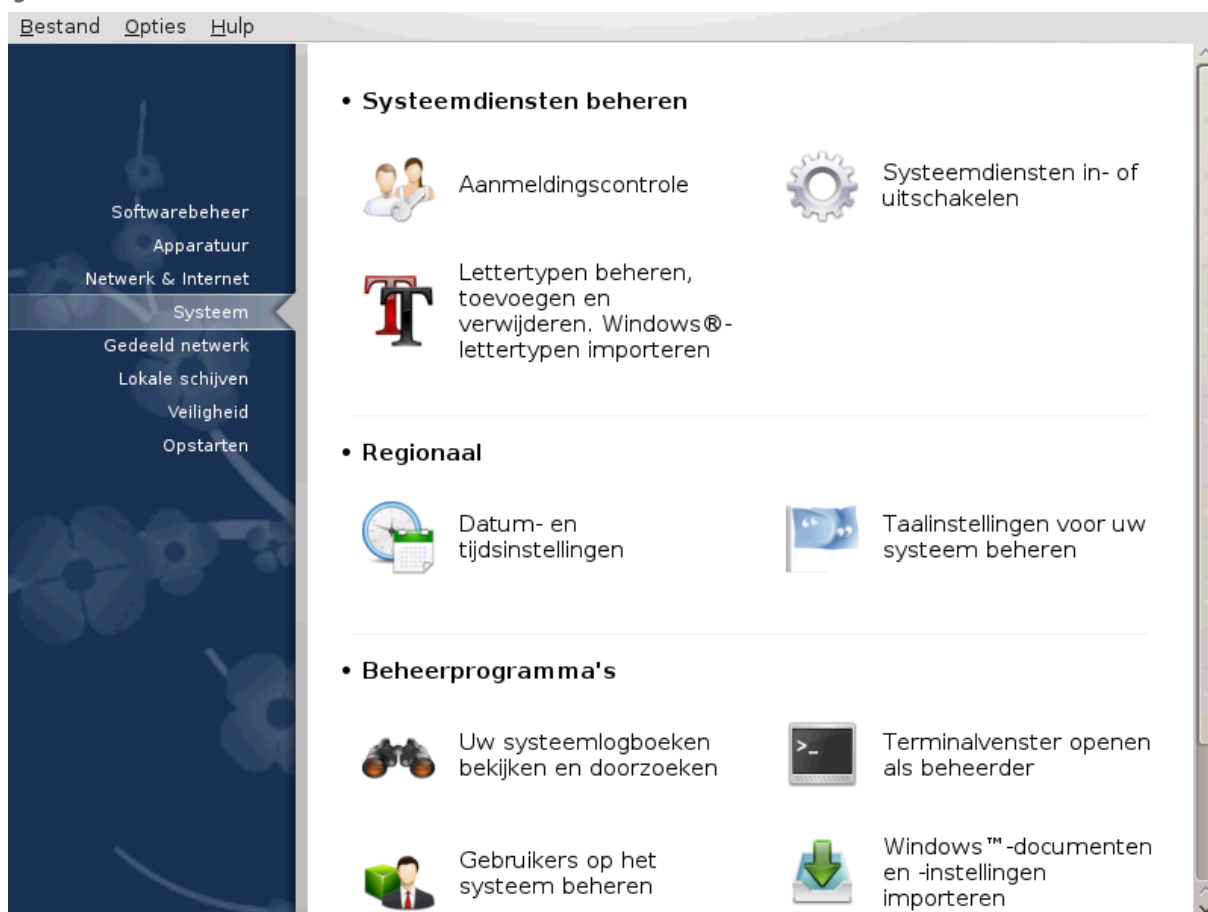 Bestand Opties Hulp
Softwarebeheer
Apparatuur
Netwerk & Internet
Systeem
Gedeeld netwerk
Lokale schijven
Veiligheid
Opstarten
• Systeemdiensten beheren
Aanmeldingscontrole
Systeemdiensten in- of
uitschakelen
Lettertypen beheren,
toevoegen en
verwijderen. Windows®-
lettertypen importeren
• Regionaal
Datum- en
tijdsinstellingen
Taalinstellingen voor uw
systeem beheren
• Beheerprogramma's
Uw systeemlogboeken
bekijken en doorzoeken
>_
Terminalvenster openen
als beheerder
Gebruikers op het
systeem beheren
Windows™-documenten
en -instellingen
importeren